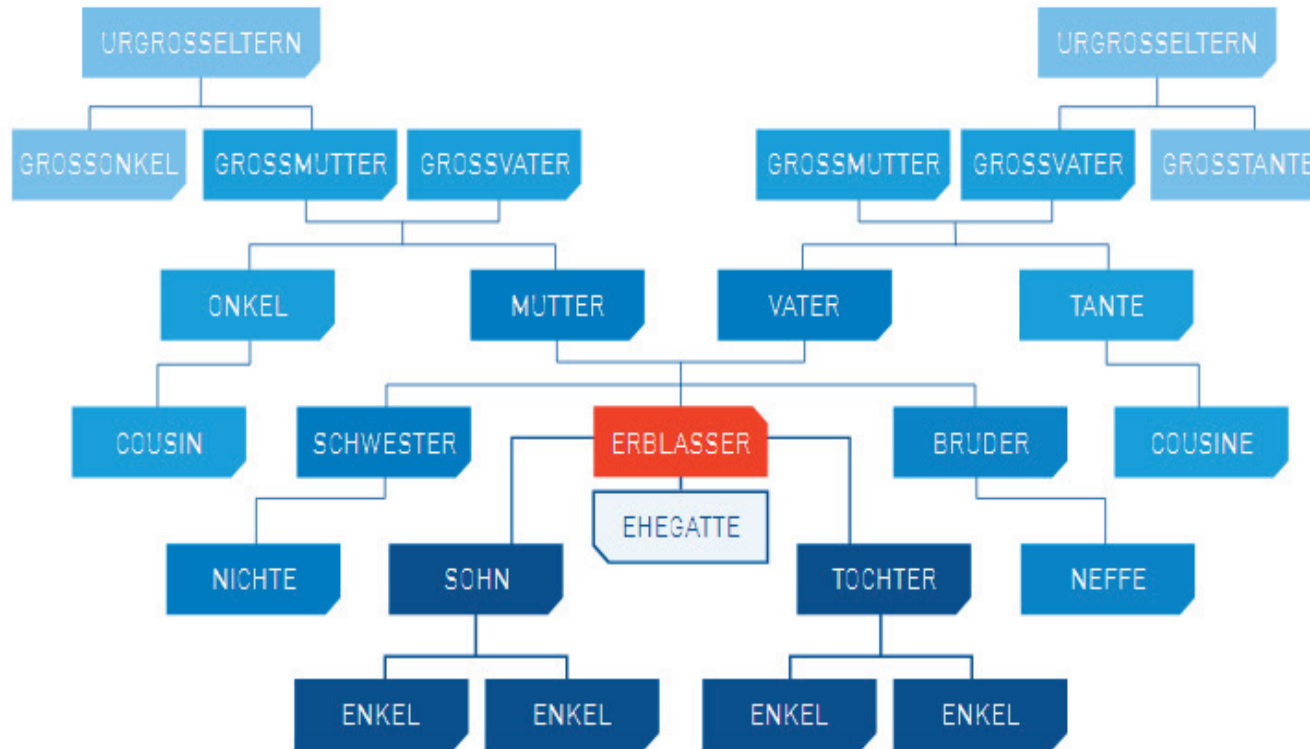 URGROSSELTERN
URGROSSELTERN
GROSSONKEL
GROSSMUTTER
GROSSVATER
GROSSMUTTER
GROSSVATER
GROSSTANTE
ONKEL
MUTTER
VATER
TANTE
COUSIN
SCHWESTER
ERBLASSER
BRUDER
COUSINE
EHEGATTE
NICHTE
SOHN
TOCHTER
NEFFE
ENKEL
ENKEL
ENKEL
ENKEL